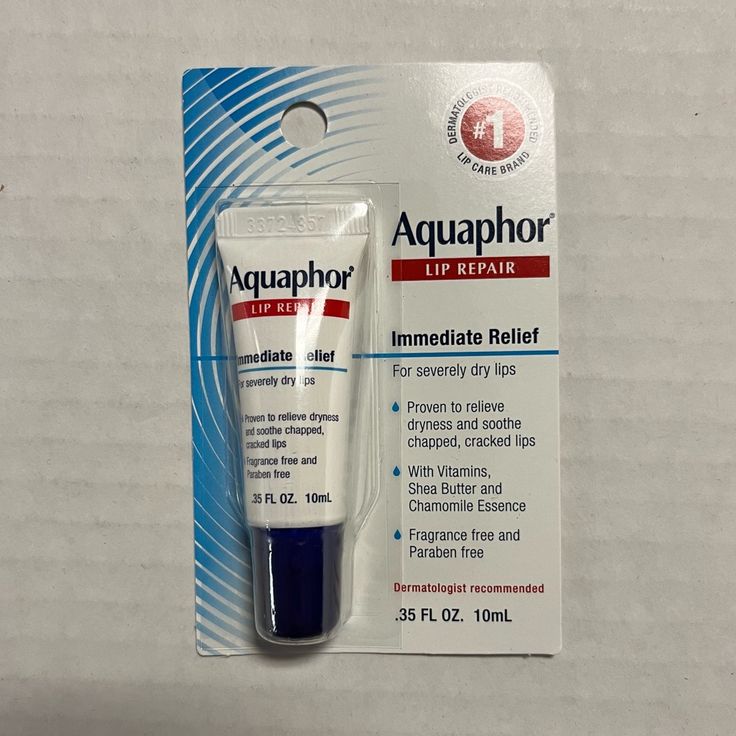 DERMATOLOGIST RECOMMENDED
#1
LIP CARE BRAND
Aquaphor®
LIP REPAIR
Immediate Relief
For severely dry lips
Proven to relieve
dryness and soothe
chapped, cracked lips
With Vitamins,
Shea Butter and
Chamomile Essence
Fragrance free and
Paraben free
Dermatologist recommended
.35 FL OZ. 10mL
Aquaphor®
LIP REPAIR
Immediate Relief
For severely dry lips
Proven to relieve dryness
and soothe chapped,
cracked lips
Fragrance free and
Paraben free
.35 FL OZ. 10mL